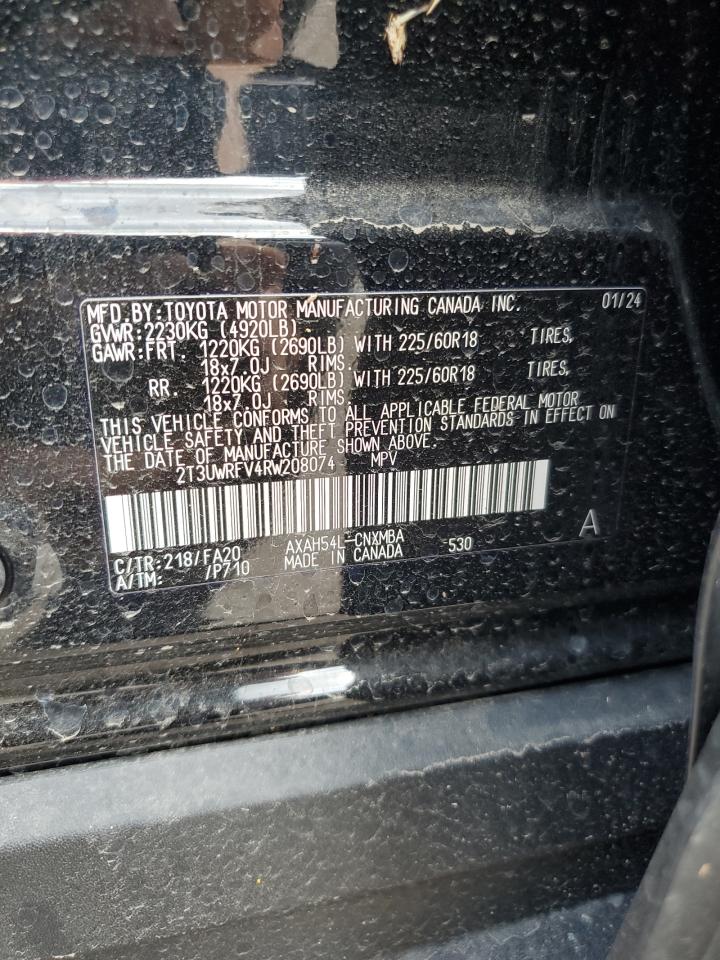 MFD. BY: TOYOTA MOTOR MANUFACTURING CANADA INC. 01/24
GVWR: 2230KG (4920LB)
GAWR: FRT. 1220KG (2690LB) WITH 225/60R18 TIRES,
18x7.0J RIMS.
RR. 1220KG (2690LB) WITH 225/60R18 TIRES,
18x7.0J RIMS.
THIS VEHICLE CONFORMS TO ALL APPLICABLE FEDERAL MOTOR
VEHICLE SAFETY AND THEFT PREVENTION STANDARDS IN EFFECT ON
THE DATE OF MANUFACTURE SHOWN ABOVE.
2T3UWRFV4RW208074 MPV
C/TR: 218/FA20 AXAH54L-CNXMBA 530 A
A/TM: /P710 MADE IN CANADA